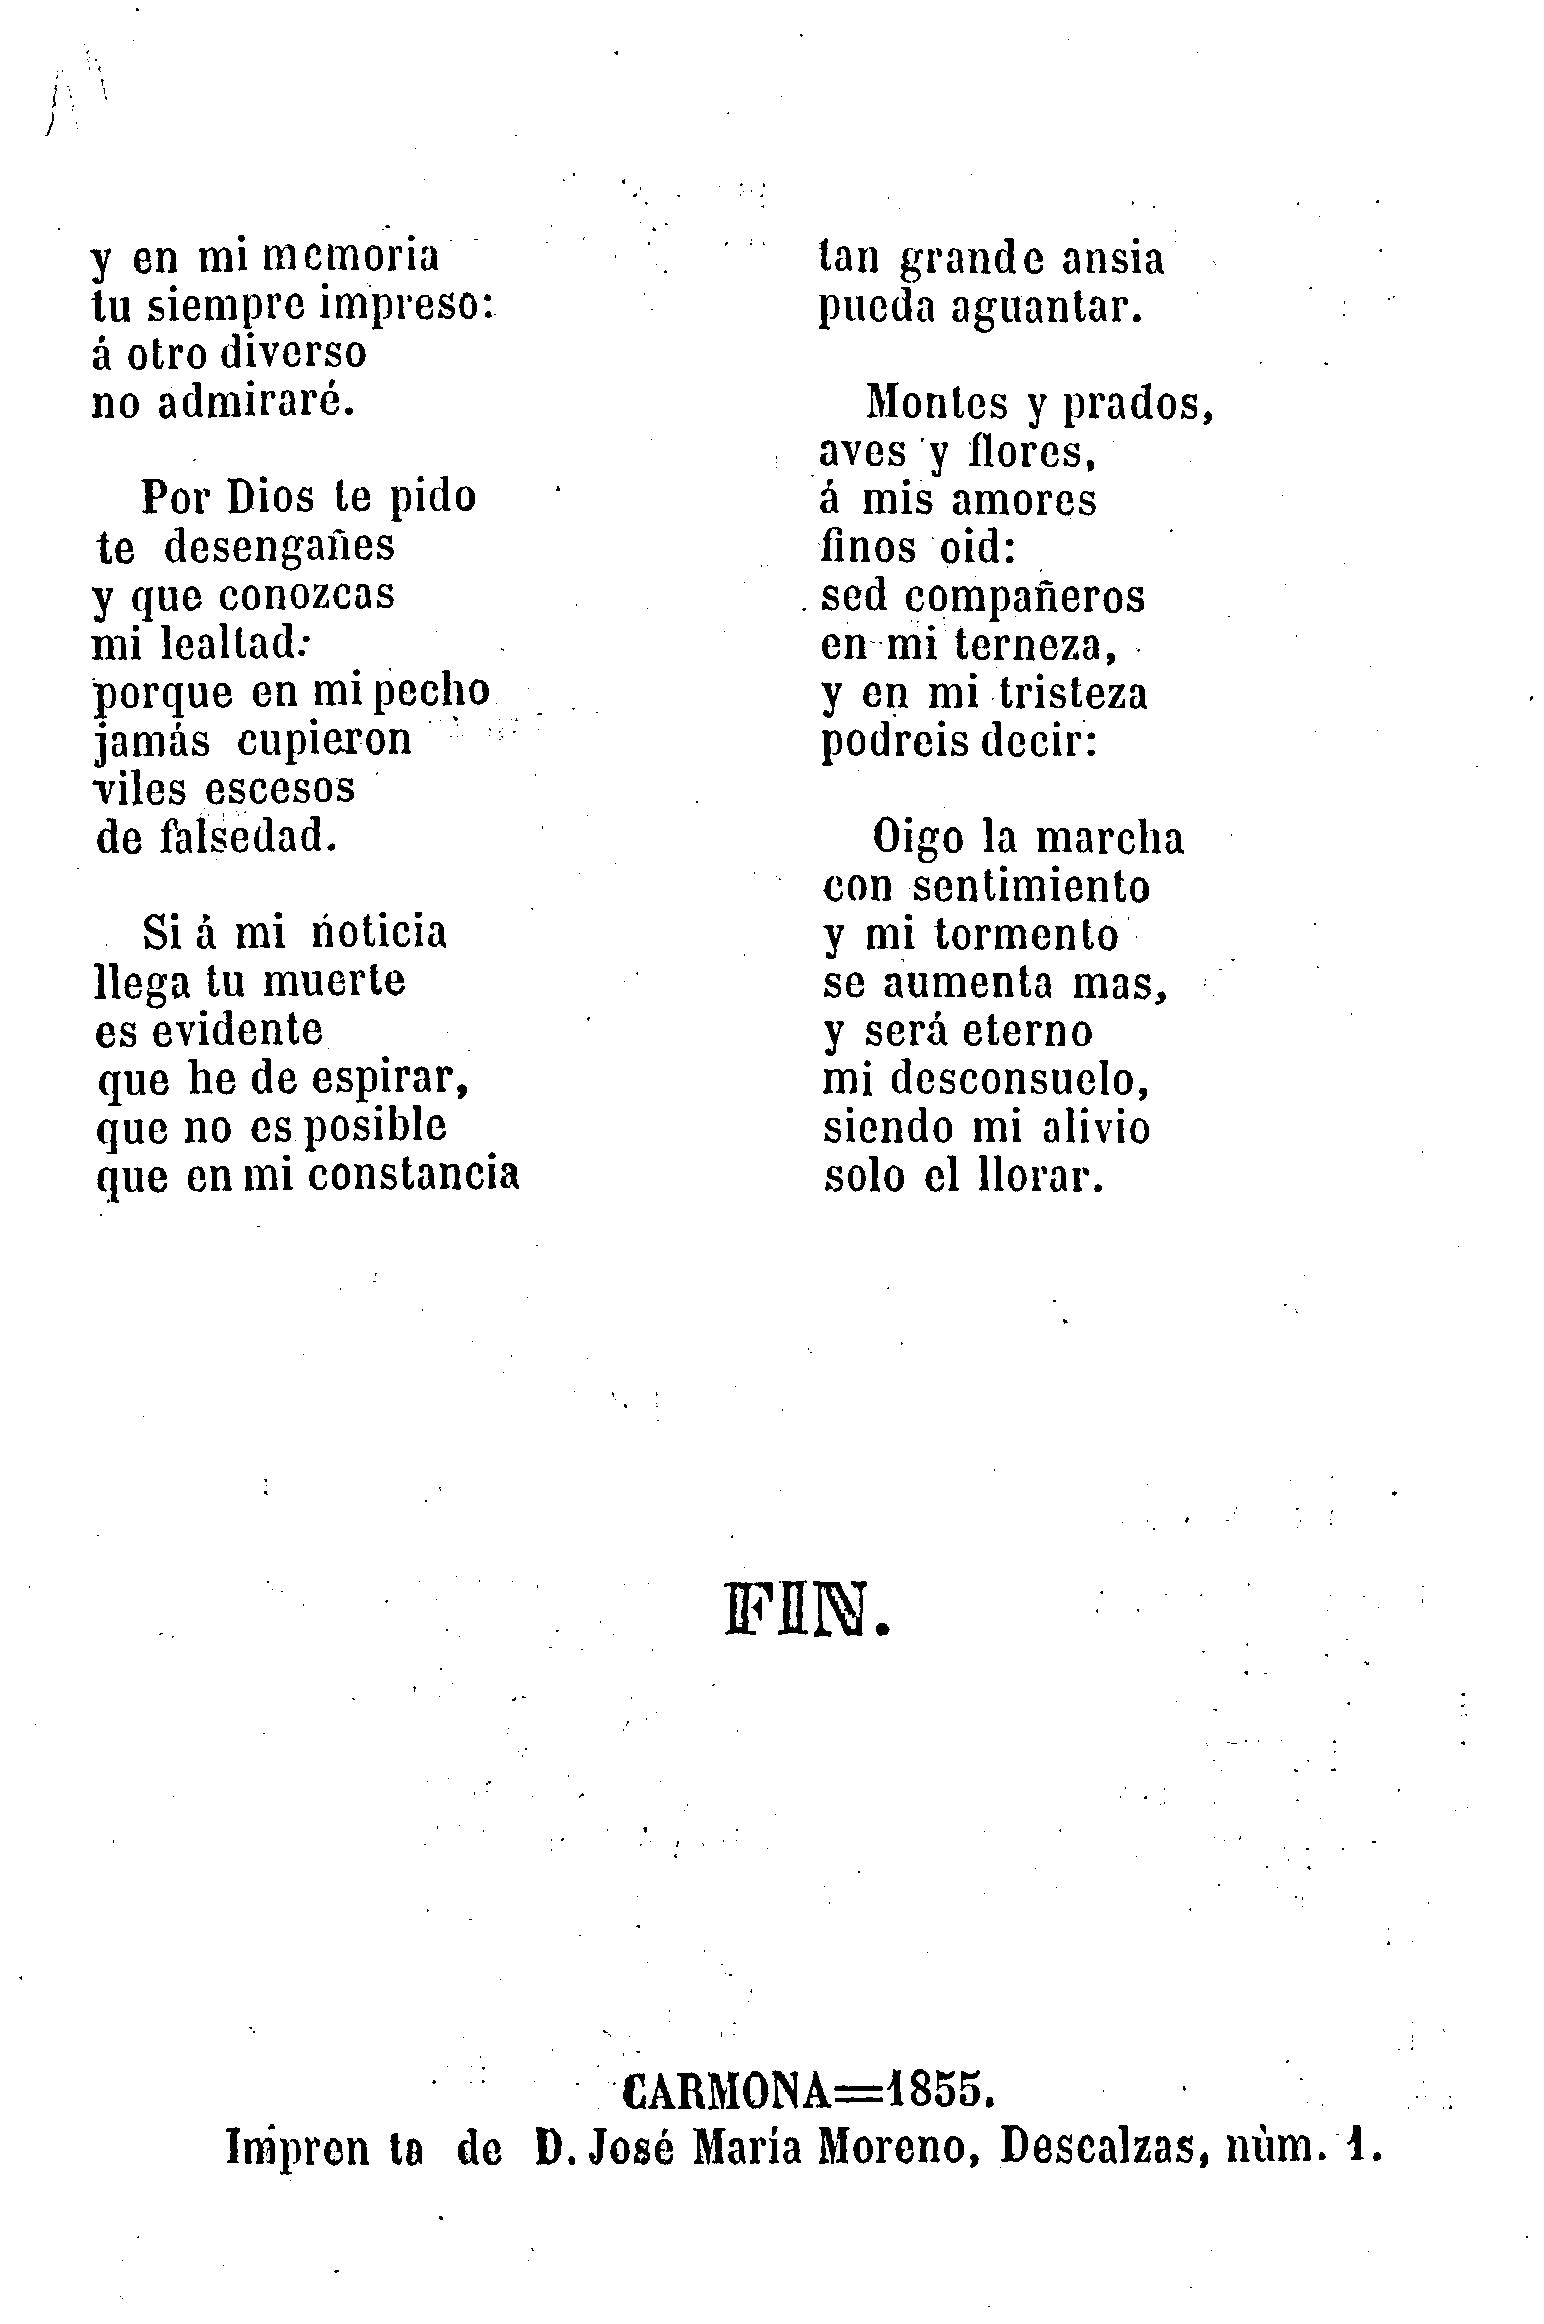 y en mi memoria
tu siempre impreso:
á otro diverso
no admiraré.
Por Dios te pido
te desengañes
y que conozcas
mi lealtad:
porque en mi pecho
jamás cupieron
viles escesos
de falsedad.
Si á mi noticia
llega tu muerte
es evidente
que he de espirar,
que no es posible
que en mi constancia
tan grande ansia
pueda aguantar.
Montes y prados,
aves y flores,
á mis amores
finos oid:
sed compañeros
en mi terneza,
y en mi tristeza
podreis decir:
Oigo la marcha
con sentimiento
y mi tormento
se aumenta mas,
y será eterno
mi desconsuelo,
siendo mi alivio
solo el llorar.
FIN.
CARMONA=1855.
Impren ta de D. José María Moreno, Descalzas, nùm. 1.